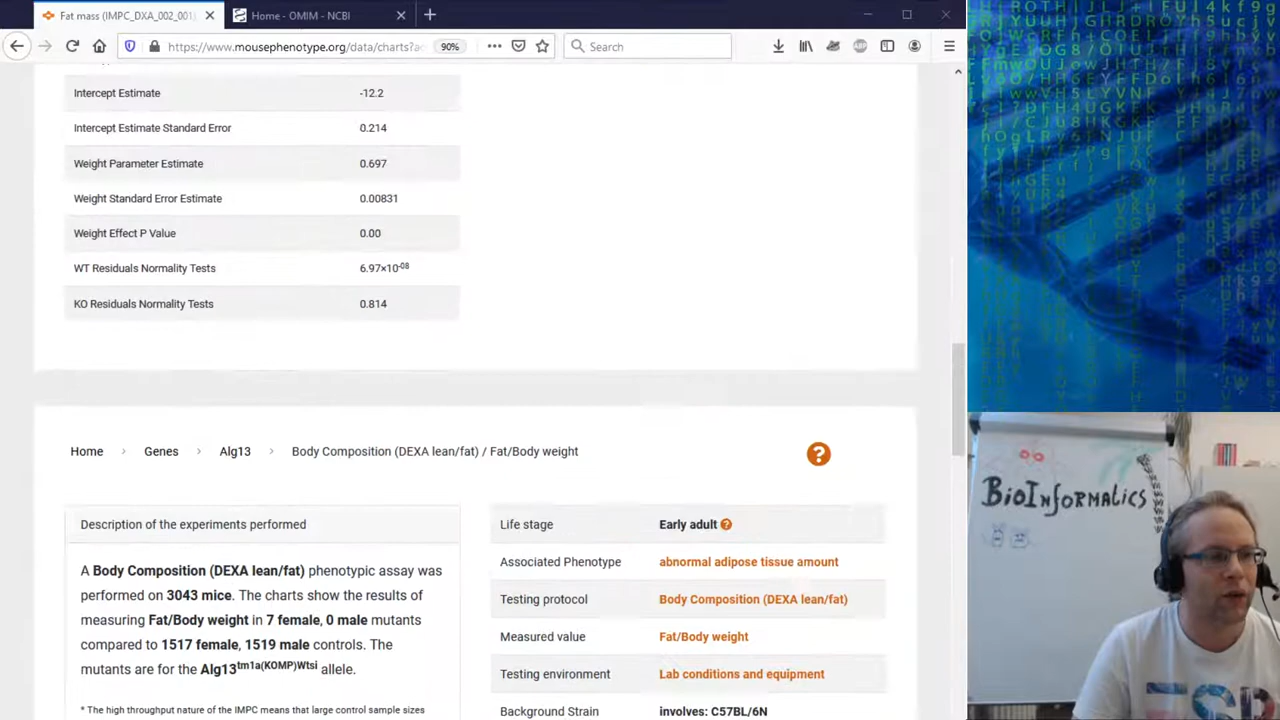 Fat mass (IMPC_DXA_002_001)
Home - OMIM - NCBI
https://www.mousephenotype.org/data/charts?a
90%
Search
Intercept Estimate -12.2
Intercept Estimate Standard Error 0.214
Weight Parameter Estimate 0.697
Weight Standard Error Estimate 0.00831
Weight Effect P Value 0.00
WT Residuals Normality Tests 6.97×10-08
KO Residuals Normality Tests 0.814
Home > Genes > Alg13 > Body Composition (DEXA lean/fat) / Fat/Body weight
?
Description of the experiments performed
A Body Composition (DEXA lean/fat) phenotypic assay was
performed on 3043 mice. The charts show the results of
measuring Fat/Body weight in 7 female, 0 male mutants
compared to 1517 female, 1519 male controls. The
mutants are for the Alg13tm1a(KOMP)Wtsi allele.
* The high throughput nature of the IMPC means that large control sample sizes
Life stage Early adult ?
Associated Phenotype abnormal adipose tissue amount
Testing protocol Body Composition (DEXA lean/fat)
Measured value Fat/Body weight
Testing environment Lab conditions and equipment
Background Strain involves: C57BL/6N
BioInformatics